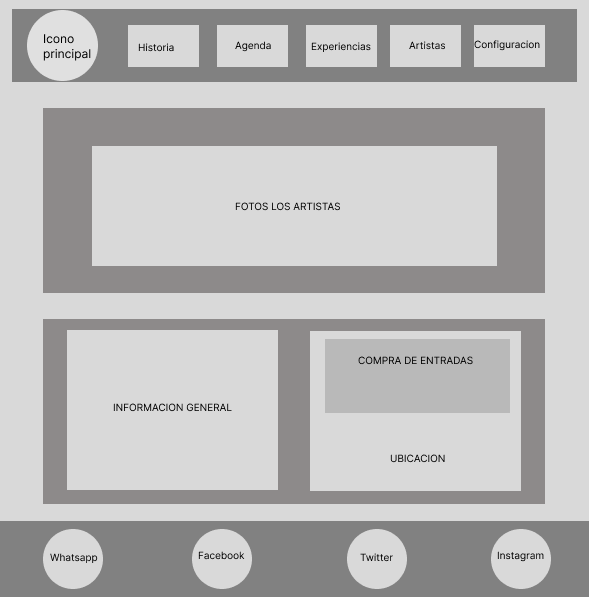 Icono
principal
Historia
Agenda
Experiencias
Artistas
Configuracion
FOTOS LOS ARTISTAS
INFORMACION GENERAL
COMPRA DE ENTRADAS
UBICACION
Whatsapp
Facebook
Twitter
Instagram